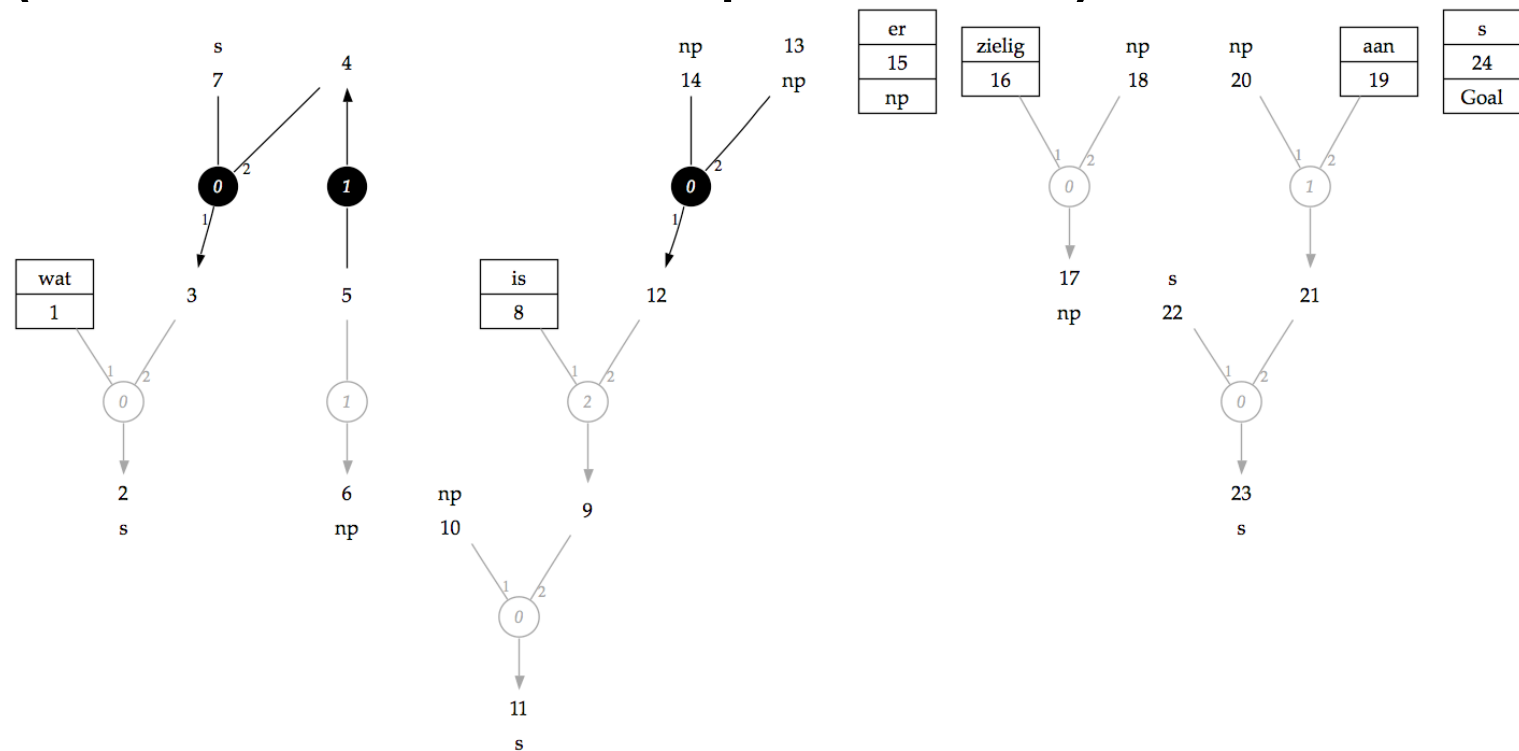 er
s 13 s
np np zielig np np aan
4 15 24
7 14 np 16 18 20 19 Goal
np
2 2 1 2 1 2
0 1 0 0 1
1 1
wat is 17 s
3 5 12 21
1 8 np 22
1 2 1 2 1 2
0 1 2 0
2 6 np 9 23
s np 10 s
1 2
0
11
s